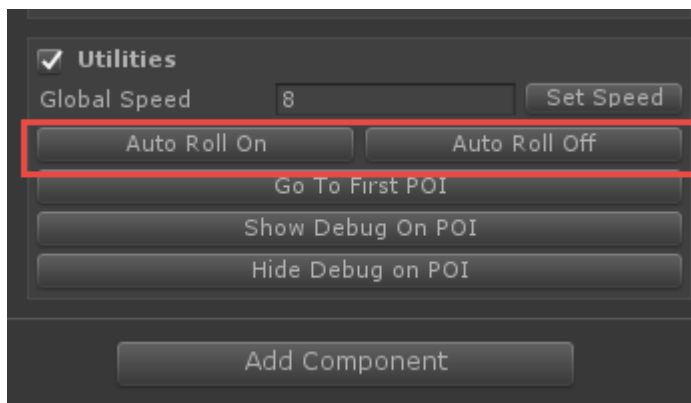 Utilities
Global Speed 8 Set Speed
Auto Roll On Auto Roll Off
Go To First POI
Show Debug On POI
Hide Debug on POI
Add Component